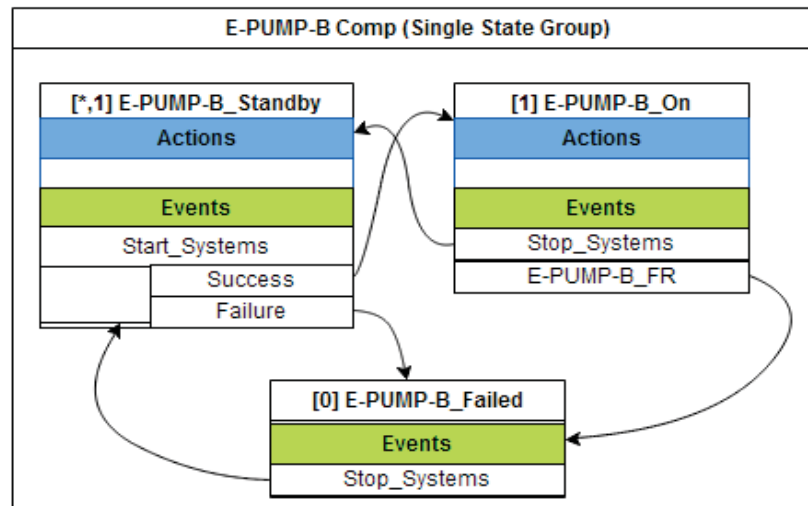 E-PUMP-B Comp (Single State Group)
[*,1] E-PUMP-B_Standby
Actions
Events
Start_Systems
Success
Failure
[1] E-PUMP-B_On
Actions
Events
Stop_Systems
E-PUMP-B_FR
[0] E-PUMP-B_Failed
Events
Stop_Systems